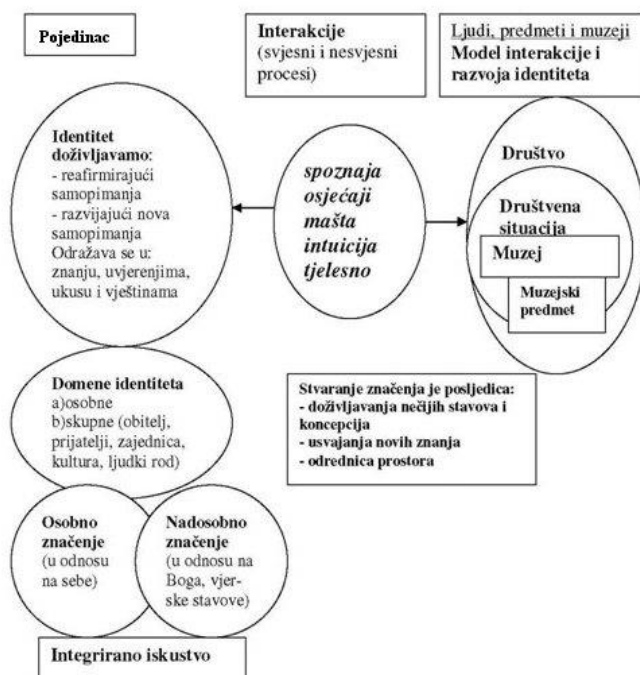 Pojedinac
Interakcije
(svjesni i nesvjesni
procesi)
Ljudi, predmeti i muzeji
Model interakcije i
razvoja identiteta
Identitet
doživljavamo:
- reafirmirajući
samopimanja
- razvijajući nova
samopimanja
Odražava se u:
znanju, uvjerenjima,
ukusu i vještinama
spoznaja
osjećaji
mašta
intuicija
tjelesno
Društvo
Društvena
situacija
Muzej
Muzejski
predmet
Domene identiteta
a)osobne
b)skupne (obitelj,
prijatelji, zajednica,
kultura, ljudki rod)
Stvaranje značenja je posljedica:
- doživljavanja nečijih stavova i
koncepcija
- usvajanja novih znanja
- odrednica prostora
Osobno
značenje
(u odnosu
na sebe)
Nadosobno
značenje
(u odnosu na
Boga, vjer-
ske stavove)
Integrirano iskustvo